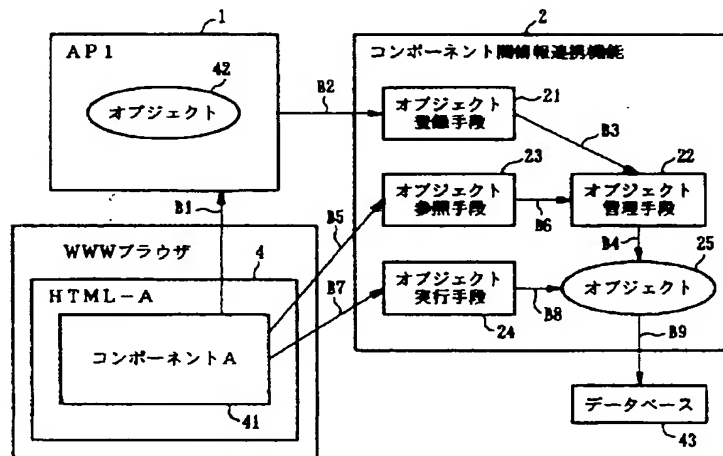 1
AP1
42
オブジェクト
B1
B2
2
コンポーネント間情報連携機能
オブジェクト
登録手段
21
B3
23
22
オブジェクト
参照手段
B5
B6
オブジェクト
管理手段
B4
25
WWWブラウザ
4
HTML-A
コンポーネントA
41
B7
オブジェクト
実行手段
24
B8
オブジェクト
B9
データベース
43